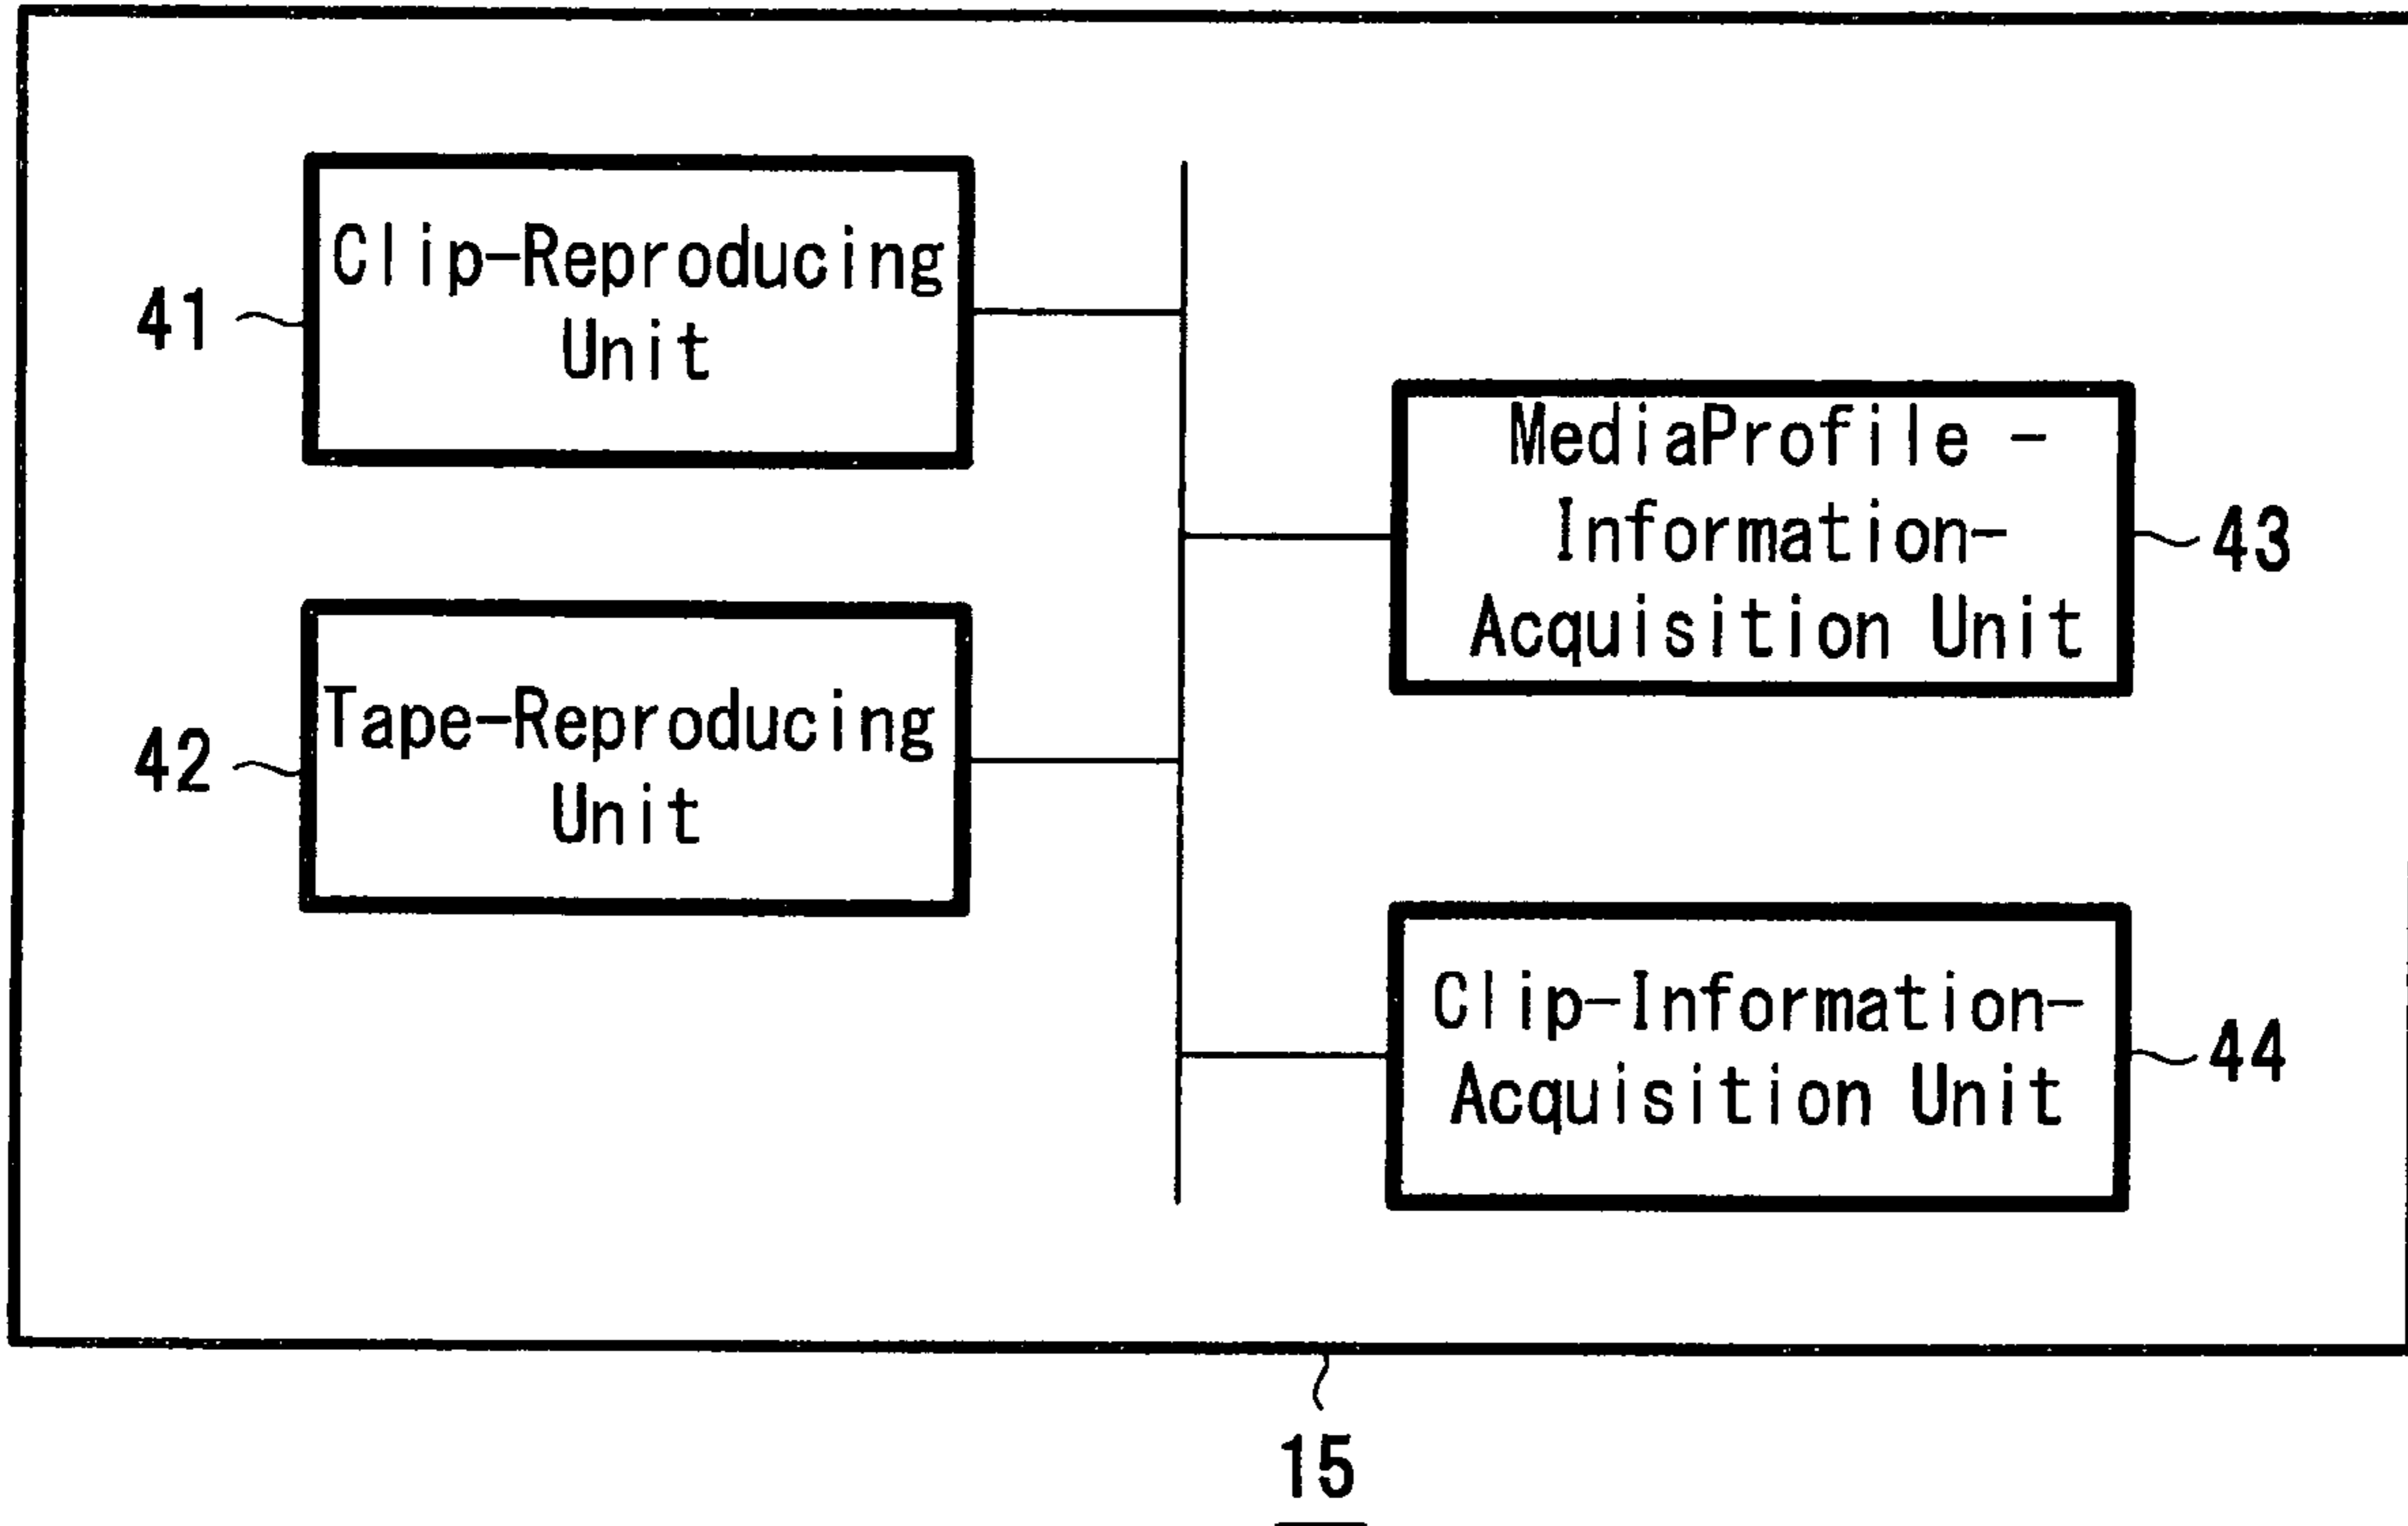 Clip-Reproducing
Unit
41
MediaProfile -
Information-
Acquisition Unit
43
Tape-Reproducing
Unit
42
Clip-Information-
Acquisition Unit
44
15